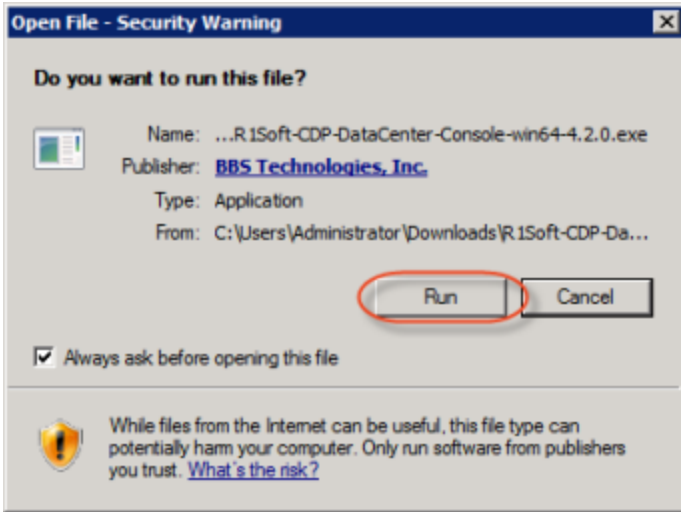 Open File - Security Warning
Do you want to run this file?
Name: ...R1Soft-CDP-DataCenter-Console-win64-4.2.0.exe
Publisher: BBS Technologies, Inc.
Type: Application
From: C:\Users\Administrator\Downloads\R1Soft-CDP-Da...
Run Cancel
Always ask before opening this file
While files from the Internet can be useful, this file type can
potentially harm your computer. Only run software from publishers
you trust. What's the risk?